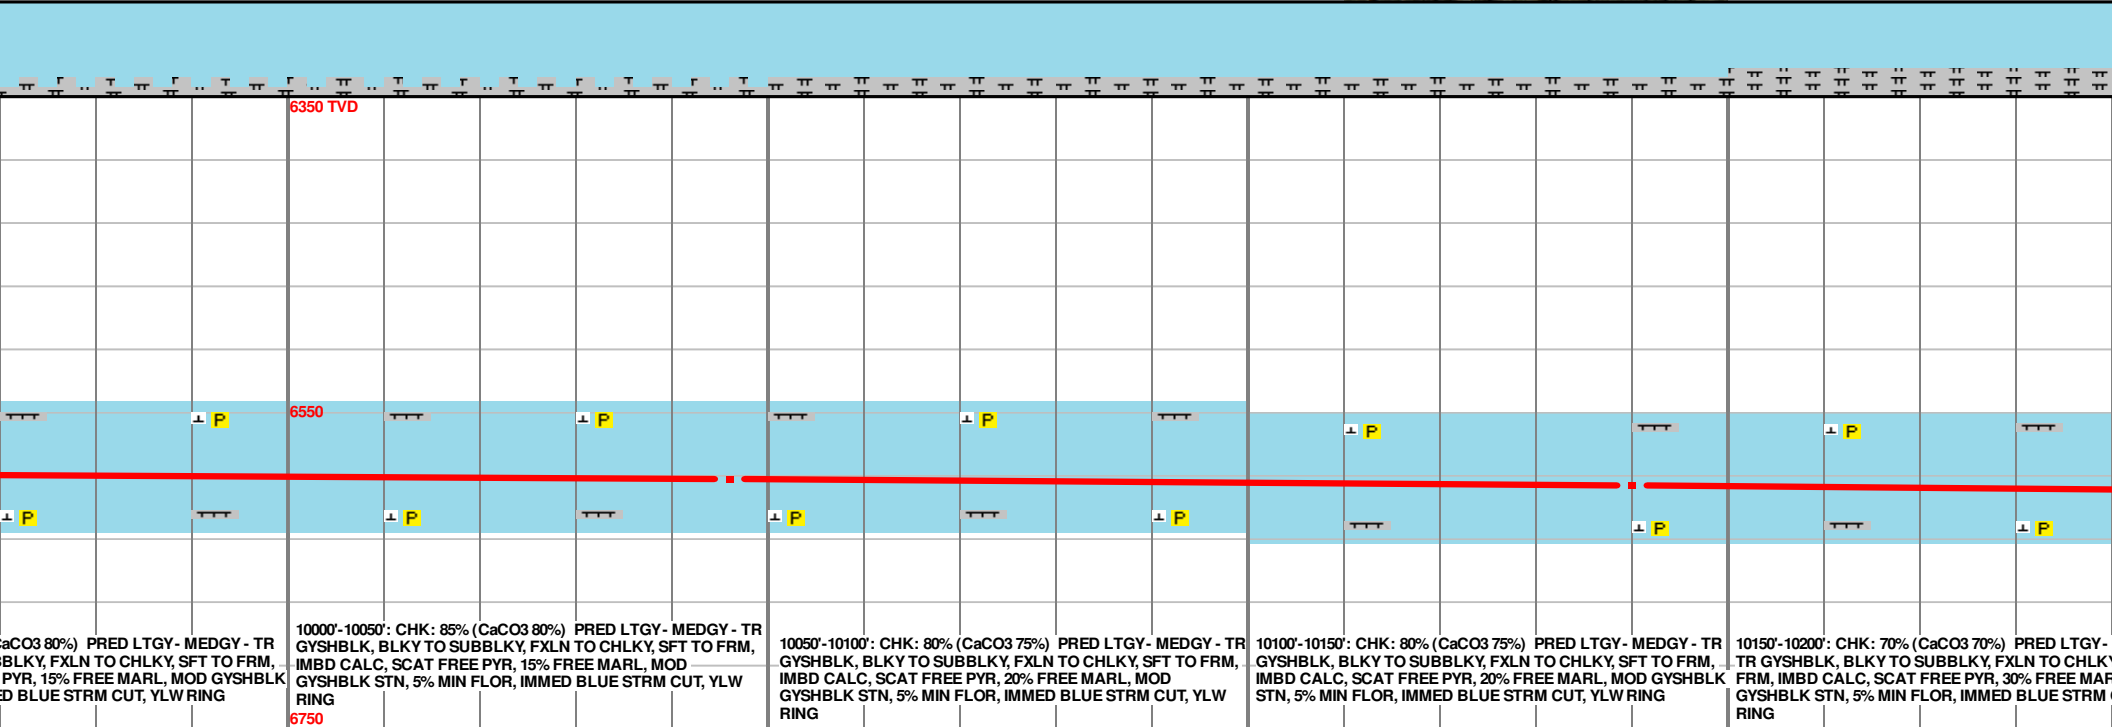 6350 TVD
6550
P
P
P
P
P
P
P
P
P
P
P
aCO3 80%) PRED LTGY- MEDGY - TR
BLKY, FXLN TO CHLKY, SFT TO FRM,
PYR, 15% FREE MARL, MOD GYSHBLK
ED BLUE STRM CUT, YLW RING
10000'-10050': CHK: 85% (CaCO3 80%) PRED LTGY- MEDGY - TR
GYSHBLK, BLKY TO SUBBLKY, FXLN TO CHLKY, SFT TO FRM,
IMBD CALC, SCAT FREE PYR, 15% FREE MARL, MOD
GYSHBLK STN, 5% MIN FLOR, IMMED BLUE STRM CUT, YLW
RING
10050'-10100': CHK: 80% (CaCO3 75%) PRED LTGY- MEDGY - TR
GYSHBLK, BLKY TO SUBBLKY, FXLN TO CHLKY, SFT TO FRM,
IMBD CALC, SCAT FREE PYR, 20% FREE MARL, MOD
GYSHBLK STN, 5% MIN FLOR, IMMED BLUE STRM CUT, YLW
RING
10100'-10150': CHK: 80% (CaCO3 75%) PRED LTGY- MEDGY - TR
GYSHBLK, BLKY TO SUBBLKY, FXLN TO CHLKY, SFT TO FRM,
IMBD CALC, SCAT FREE PYR, 20% FREE MARL, MOD GYSHBLK
STN, 5% MIN FLOR, IMMED BLUE STRM CUT, YLW RING
10150'-10200': CHK: 70% (CaCO3 70%) PRED LTGY -
TR GYSHBLK, BLKY TO SUBBLKY, FXLN TO CHLKY
FRM, IMBD CALC, SCAT FREE PYR, 30% FREE MAR
GYSHBLK STN, 5% MIN FLOR, IMMED BLUE STRM
RING
6750